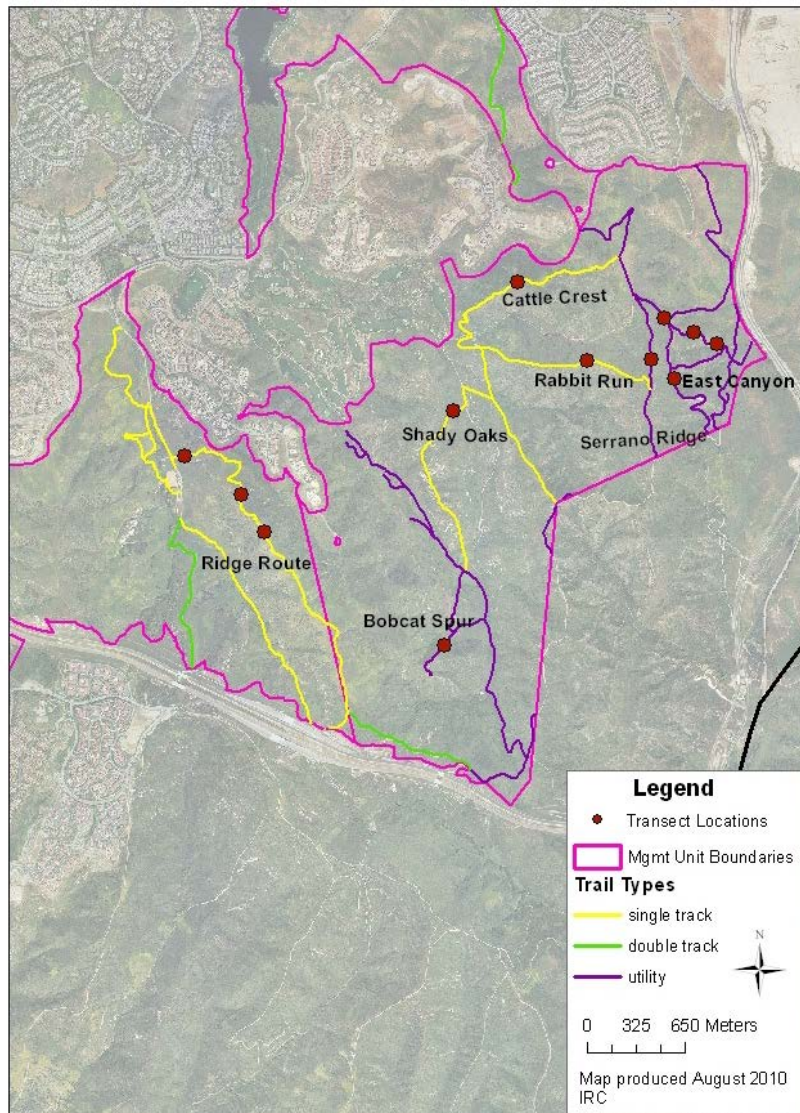 Cattle Crest
Rabbit Run
East Canyon
Shady Oaks
Serrano Ridge
Ridge Route
Bobcat Spur
Legend
Transect Locations
Mgmt Unit Boundaries
Trail Types
single track
double track
utility
N
0 325 650 Meters
Map produced August 2010
IRC